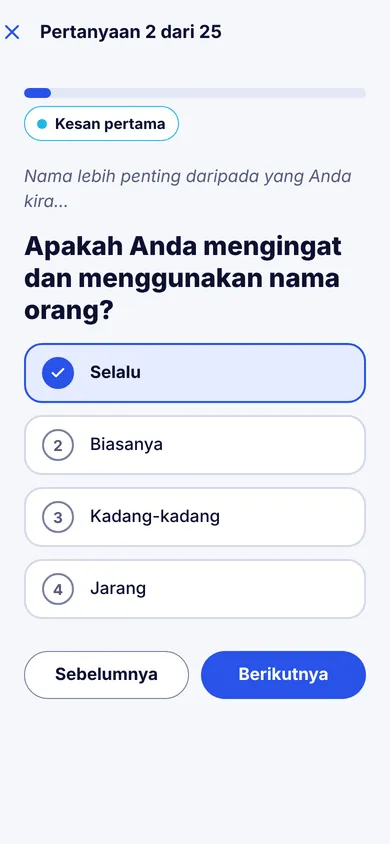 Pertanyaan 2 dari 25
Kesan pertama
Nama lebih penting daripada yang Anda
kira...
Apakah Anda mengingat
dan menggunakan nama
orang?
Selalu
2 Biasanya
3 Kadang-kadang
4 Jarang
Sebelumnya
Berikutnya